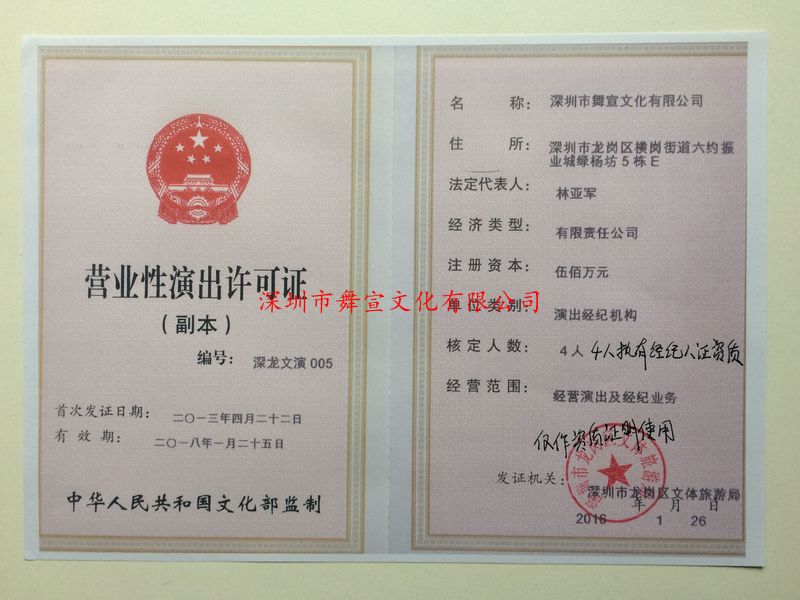 营业性演出许可证
（副本）
编号： 深龙文演 005
首次发证日期： 二〇一三年四月二十二日
有 效 期： 二〇一八年一月二十五日
中华人民共和国文化部监制
深圳市舞宣文化有限公司
名 称： 深圳市舞宣文化有限公司
住 所： 深圳市龙岗区横岗街道六约振
业城绿杨坊 5 栋 E
法定代表人： 林亚军
经 济 类 型： 有限责任公司
注 册 资 本： 伍佰万元
单 位 类 别： 演出经纪机构
核 定 人 数： 4 人 4人执有经纪人证资质
经 营 范 围： 经营演出及经纪业务
仅作资质证明使用
发 证 机 关： 深圳市龙岗区文体旅游局
2016 年 1 月 26 日